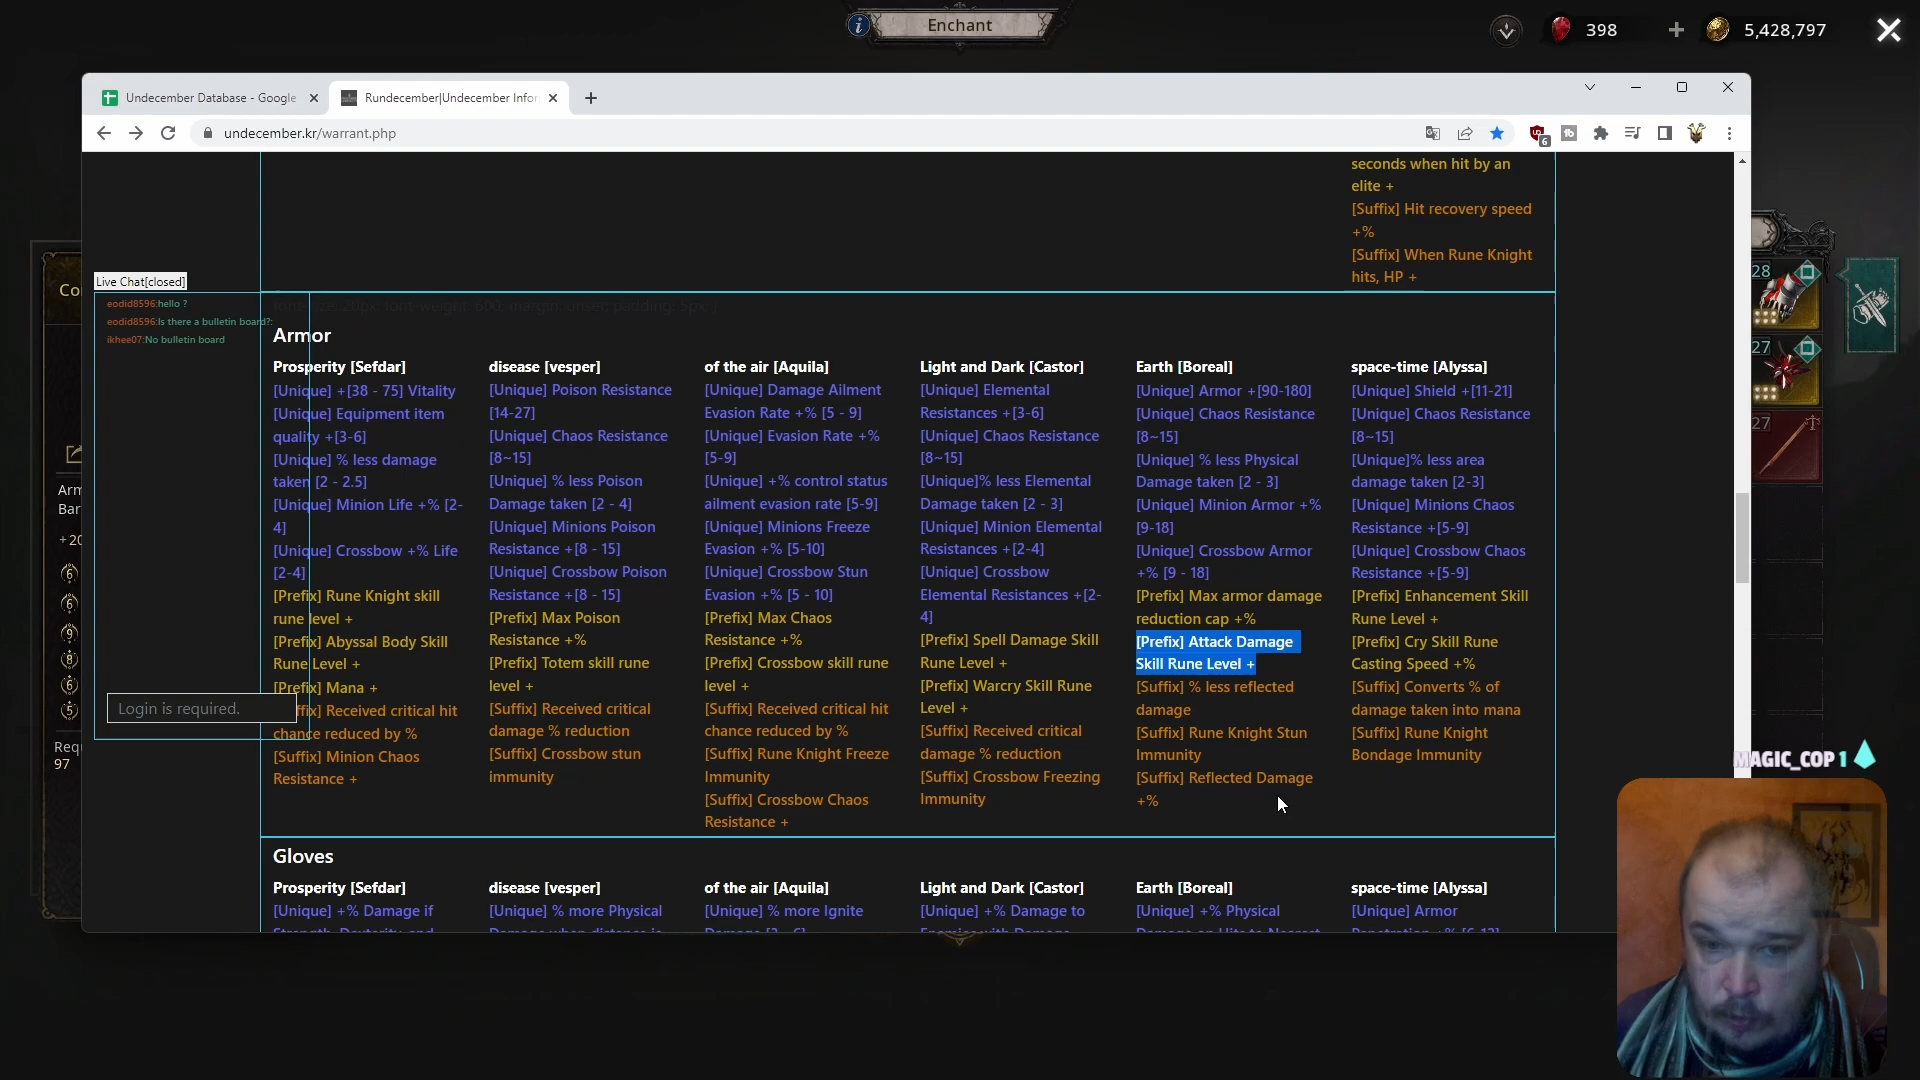 Enchant
398
5,428,797
Undecember Database - Google
Rundecember|Undecember Infor
undecember.kr/warrant.php
6
seconds when hit by an
elite +
[Suffix] Hit recovery speed
+%
[Suffix] When Rune Knight
hits, HP +
Live Chat[closed]
eodid8596:hello ?
eodid8596:Is there a bulletin board?:
ikhee07:No bulletin board
Login is required.
Armor
Prosperity [Sefdar]
[Unique] +[38 - 75] Vitality
[Unique] Equipment item
quality +[3-6]
[Unique] % less damage
taken [2 - 2.5]
[Unique] Minion Life +% [2-
4]
[Unique] Crossbow +% Life
[2-4]
[Prefix] Rune Knight skill
rune level +
[Prefix] Abyssal Body Skill
Rune Level +
[Prefix] Mana +
[Suffix] Received critical hit
chance reduced by %
[Suffix] Minion Chaos
Resistance +
disease [vesper]
[Unique] Poison Resistance
[14-27]
[Unique] Chaos Resistance
[8~15]
[Unique] % less Poison
Damage taken [2 - 4]
[Unique] Minions Poison
Resistance +[8 - 15]
[Unique] Crossbow Poison
Resistance +[8 - 15]
[Prefix] Max Poison
Resistance +%
[Prefix] Totem skill rune
level +
[Suffix] Received critical
damage % reduction
[Suffix] Crossbow stun
immunity
of the air [Aquila]
[Unique] Damage Ailment
Evasion Rate +% [5 - 9]
[Unique] Evasion Rate +%
[5-9]
[Unique] +% control status
ailment evasion rate [5-9]
[Unique] Minions Freeze
Evasion +% [5-10]
[Unique] Crossbow Stun
Evasion +% [5 - 10]
[Prefix] Max Chaos
Resistance +%
[Prefix] Crossbow skill rune
level +
[Suffix] Received critical hit
chance reduced by %
[Suffix] Rune Knight Freeze
Immunity
[Suffix] Crossbow Chaos
Resistance +
Light and Dark [Castor]
[Unique] Elemental
Resistances +[3-6]
[Unique] Chaos Resistance
[8~15]
[Unique]% less Elemental
Damage taken [2 - 3]
[Unique] Minion Elemental
Resistances +[2-4]
[Unique] Crossbow
Elemental Resistances +[2-
4]
[Prefix] Spell Damage Skill
Rune Level +
[Prefix] Warcry Skill Rune
Level +
[Suffix] Received critical
damage % reduction
[Suffix] Crossbow Freezing
Immunity
Earth [Boreal]
[Unique] Armor +[90-180]
[Unique] Chaos Resistance
[8~15]
[Unique] % less Physical
Damage taken [2 - 3]
[Unique] Minion Armor +%
[9-18]
[Unique] Crossbow Armor
+% [9 - 18]
[Prefix] Max armor damage
reduction cap +%
[Prefix] Attack Damage
Skill Rune Level +
[Suffix] % less reflected
damage
[Suffix] Rune Knight Stun
Immunity
[Suffix] Reflected Damage
+%
space-time [Alyssa]
[Unique] Shield +[11-21]
[Unique] Chaos Resistance
[8~15]
[Unique]% less area
damage taken [2-3]
[Unique] Minions Chaos
Resistance +[5-9]
[Unique] Crossbow Chaos
Resistance +[5-9]
[Prefix] Enhancement Skill
Rune Level +
[Prefix] Cry Skill Rune
Casting Speed +%
[Suffix] Converts % of
damage taken into mana
[Suffix] Rune Knight
Bondage Immunity
Gloves
Prosperity [Sefdar]
[Unique] +% Damage if
disease [vesper]
[Unique] % more Physical
of the air [Aquila]
[Unique] % more Ignite
Light and Dark [Castor]
[Unique] +% Damage to
Earth [Boreal]
[Unique] +% Physical
space-time [Alyssa]
[Unique] Armor
Co
Arm
Bar
+20
6
6
9
8
6
5
Requ
97
28
27
27
MAGIC_COP 1